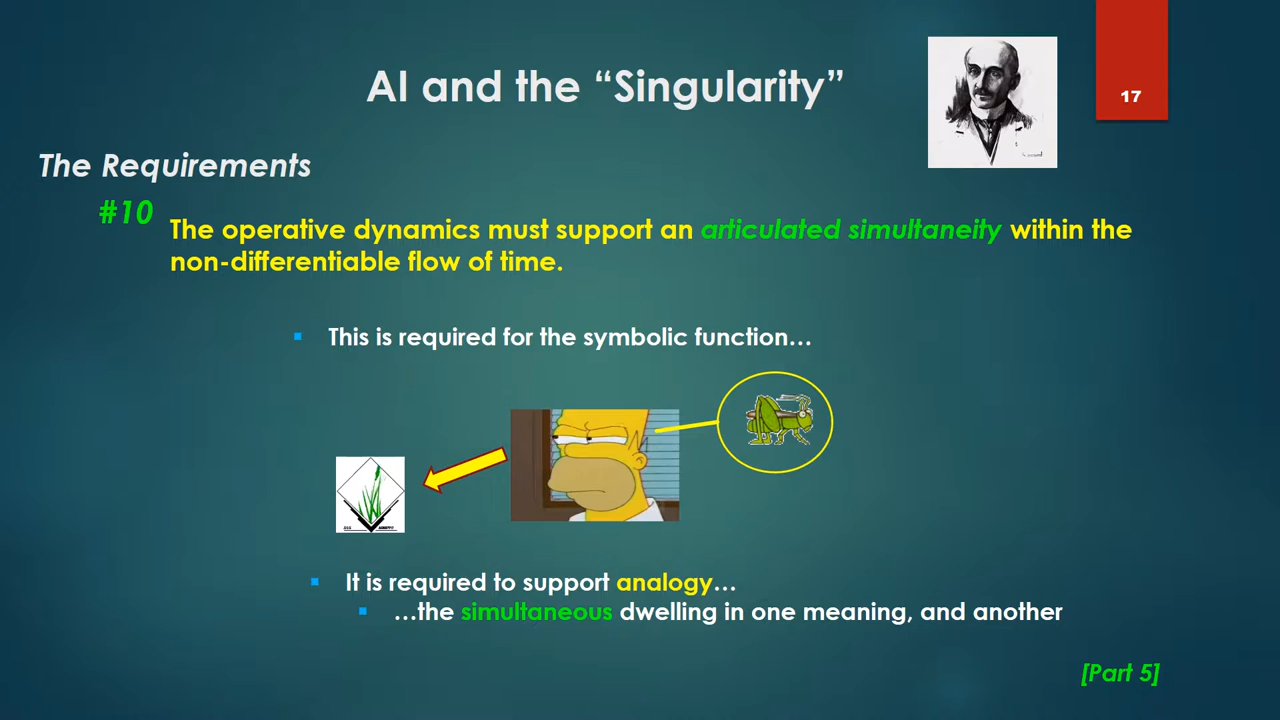 AI and the “Singularity”
17
The Requirements
#10
The operative dynamics must support an articulated simultaneity within the
non-differentiable flow of time.
This is required for the symbolic function…
It is required to support analogy…
…the simultaneous dwelling in one meaning, and another
[Part 5]